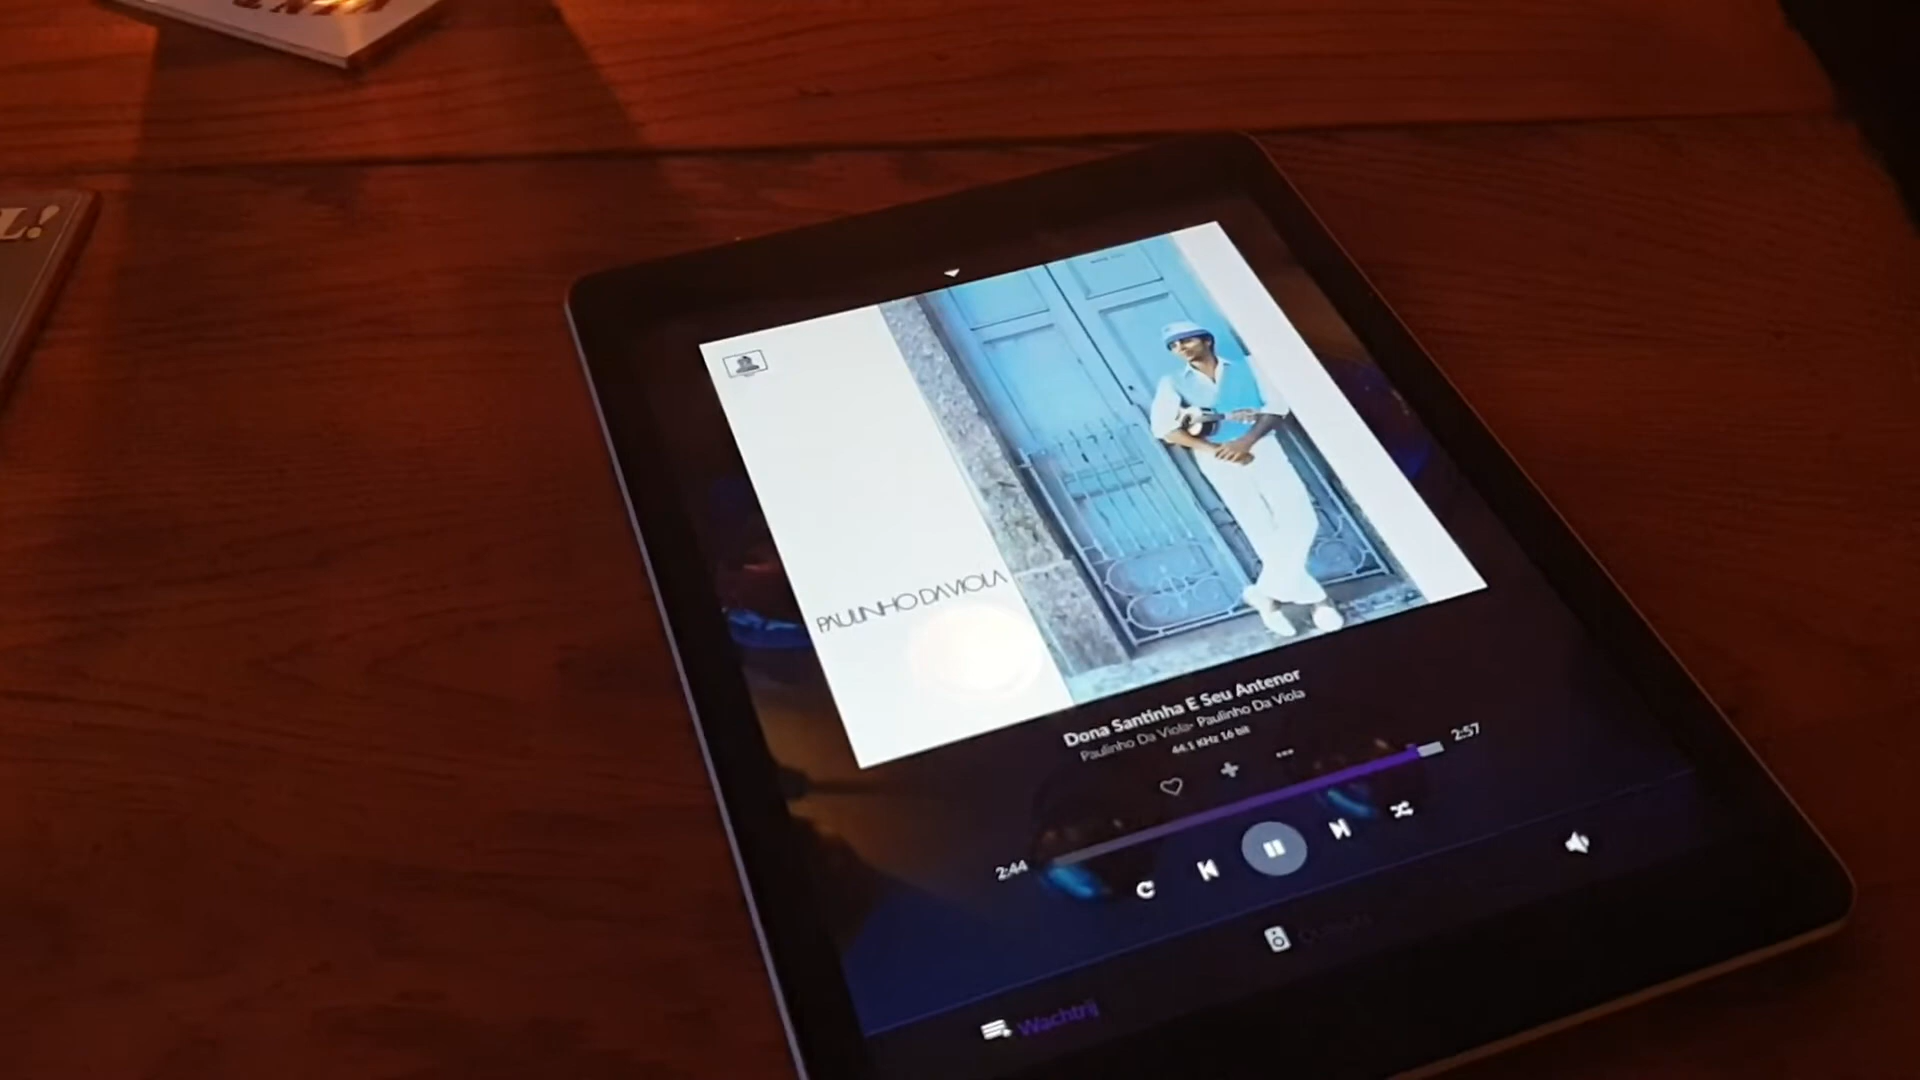 L!
PAULINHO DA VIOLA
Dona Santinha E Seu Antenor
Paulinho Da Viola- Paulinho Da Viola
44.1 KHz 16 bit
2:44
2:57
Wachtrij